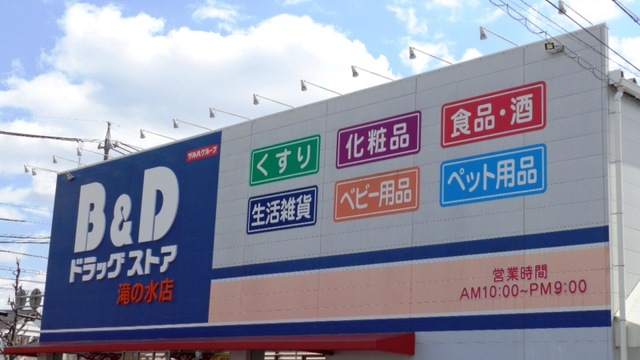 ツルハグループ
B&D
ドラッグストア
滝の水店
くすり
化粧品
食品・酒
生活雑貨
ベビー用品
ペット用品
営業時間
AM10:00~PM9:00